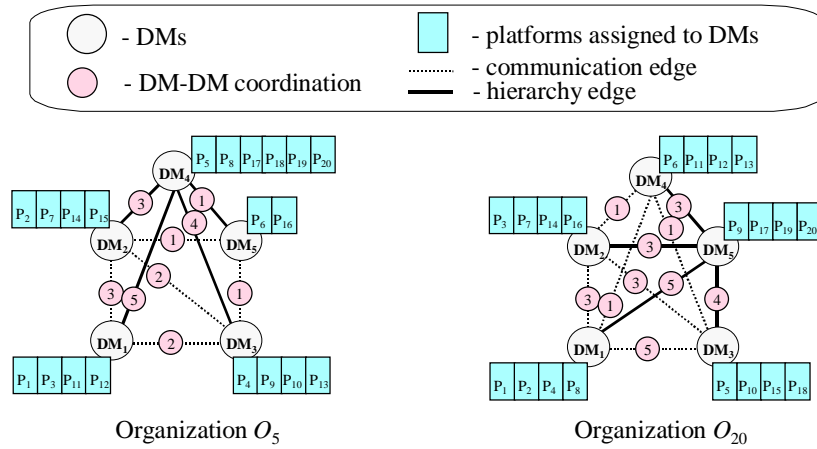 - DMs
- platforms assigned to DMs
- DM-DM coordination
- communication edge
- hierarchy edge
P5 P8 P17 P18 P19 P20
DM4
3
1
4
P2 P7 P14 P15
P6 P16
DM2
1
DM5
2
3
5
1
DM1
2
DM3
P1 P3 P11 P12
P4 P9 P10 P13
Organization O5
P6 P11 P12 P13
DM4
1
3
1
P3 P7 P14 P16
P9 P17 P19 P20
DM2
3
DM5
3
5
3
1
4
DM1
5
DM3
P1 P2 P4 P8
P5 P10 P15 P18
Organization O20